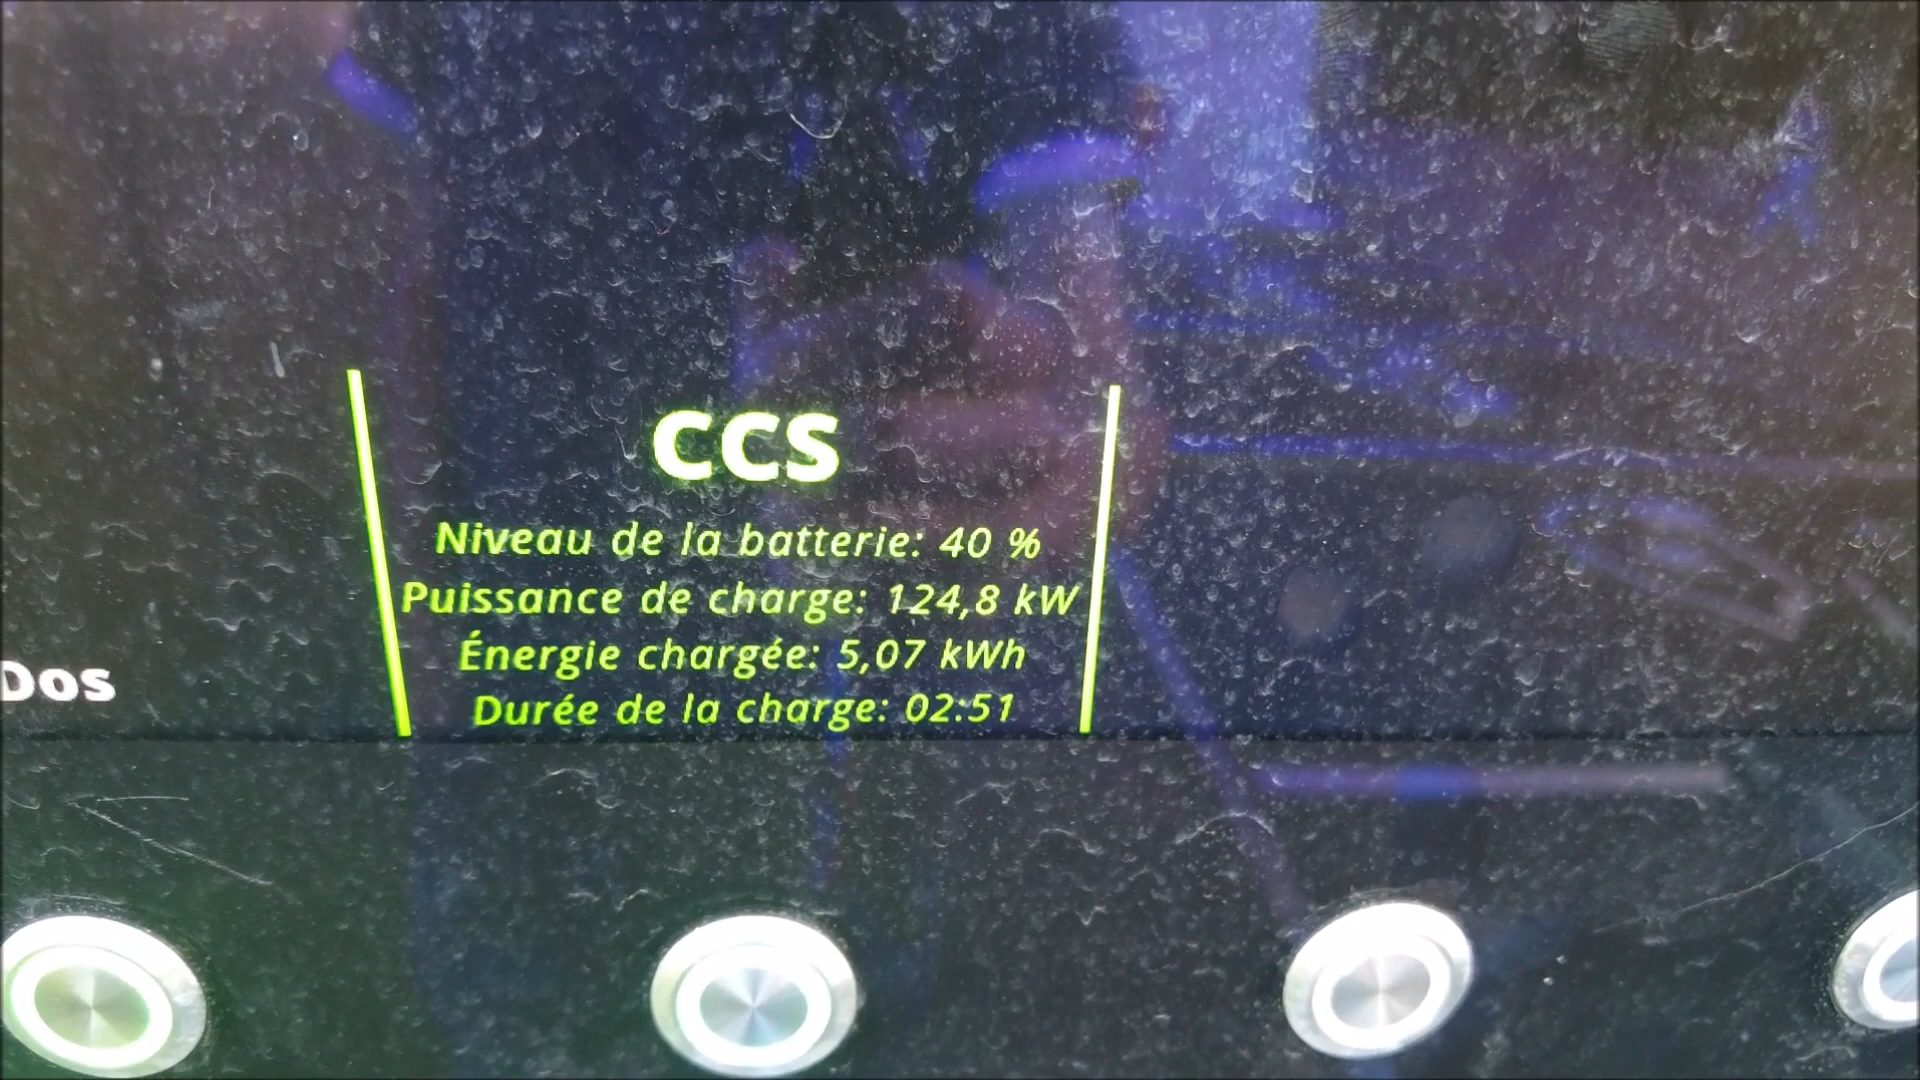 CCS
Niveau de la batterie: 40 %
Puissance de charge: 124,8 kW
Énergie chargée: 5,07 kWh
Dos
Durée de la charge: 02:51